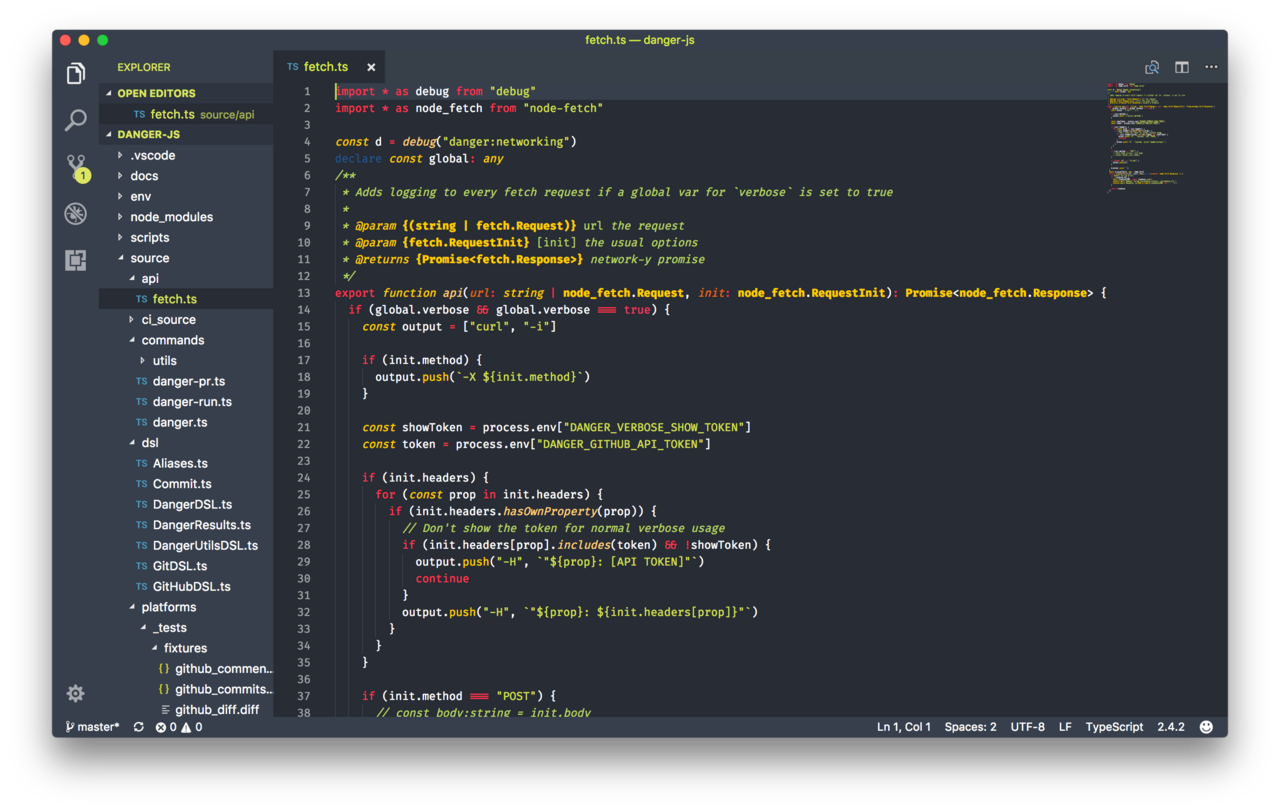 fetch.ts — danger-js
EXPLORER
OPEN EDITORS
TS fetch.ts source/api
DANGER-JS
.vscode
docs
env
node_modules
scripts
source
api
TS fetch.ts
ci_source
commands
utils
TS danger-pr.ts
TS danger-run.ts
TS danger.ts
dsl
TS Aliases.ts
TS Commit.ts
TS DangerDSL.ts
TS DangerResults.ts
TS DangerUtilsDSL.ts
TS GitDSL.ts
TS GitHubDSL.ts
platforms
_tests
fixtures
{} github_commen...
{} github_commits...
github_diff.diff
1
TS fetch.ts ×
1 import * as debug from "debug"
2 import * as node_fetch from "node-fetch"
3
4 const d = debug("danger:networking")
5 declare const global: any
6 /**
7  * Adds logging to every fetch request if a global var for `verbose` is set to true
8  *
9  * @param {(string | fetch.Request)} url the request
10  * @param {fetch.RequestInit} [init] the usual options
11  * @returns {Promise<fetch.Response>} network-y promise
12  */
13 export function api(url: string | node_fetch.Request, init: node_fetch.RequestInit): Promise<node_fetch.Response> {
14   if (global.verbose && global.verbose === true) {
15     const output = ["curl", "-i"]
16
17     if (init.method) {
18       output.push(`-X ${init.method}`)
19     }
20
21     const showToken = process.env["DANGER_VERBOSE_SHOW_TOKEN"]
22     const token = process.env["DANGER_GITHUB_API_TOKEN"]
23
24     if (init.headers) {
25       for (const prop in init.headers) {
26         if (init.headers.hasOwnProperty(prop)) {
27           // Don't show the token for normal verbose usage
28           if (init.headers[prop].includes(token) && !showToken) {
29             output.push("-H", `"${prop}: [API TOKEN]"`)
30             continue
31           }
32           output.push("-H", `"${prop}: ${init.headers[prop]}"`)
33         }
34       }
35     }
36
37     if (init.method === "POST") {
38       // const body:string = init.body
master* 0 0
Ln 1, Col 1 Spaces: 2 UTF-8 LF TypeScript 2.4.2